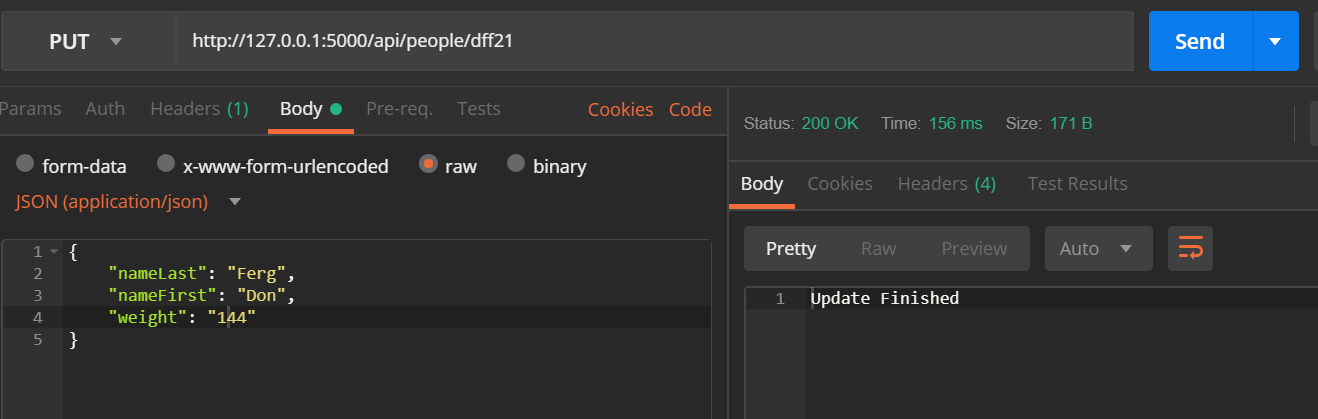 PUT http://127.0.0.1:5000/api/people/dff21 Send
Params Auth Headers (1) Body Pre-req. Tests Cookies Code
form-data x-www-form-urlencoded raw binary
JSON (application/json)
1 {
2 "nameLast": "Ferg",
3 "nameFirst": "Don",
4 "weight": "144"
5 }
Status: 200 OK Time: 156 ms Size: 171 B
Body Cookies Headers (4) Test Results
Pretty Raw Preview Auto
1 Update Finished